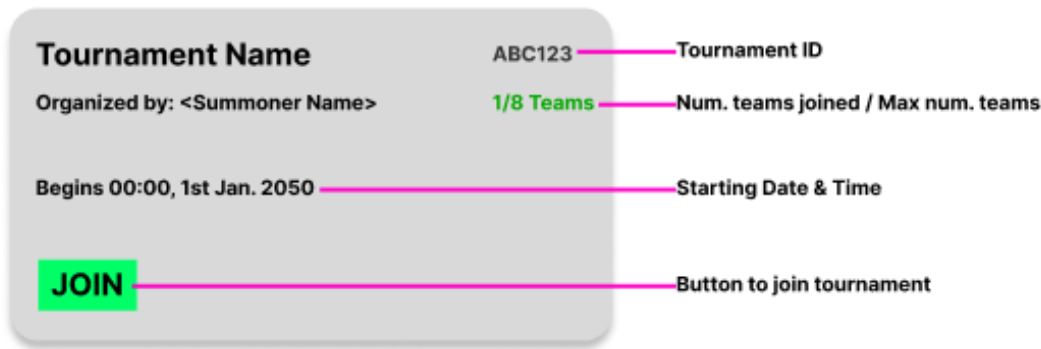 Tournament Name
ABC123
Tournament ID
Organized by: <Summoner Name>
1/8 Teams
Num. teams joined / Max num. teams
Begins 00:00, 1st Jan. 2050
Starting Date & Time
JOIN
Button to join tournament